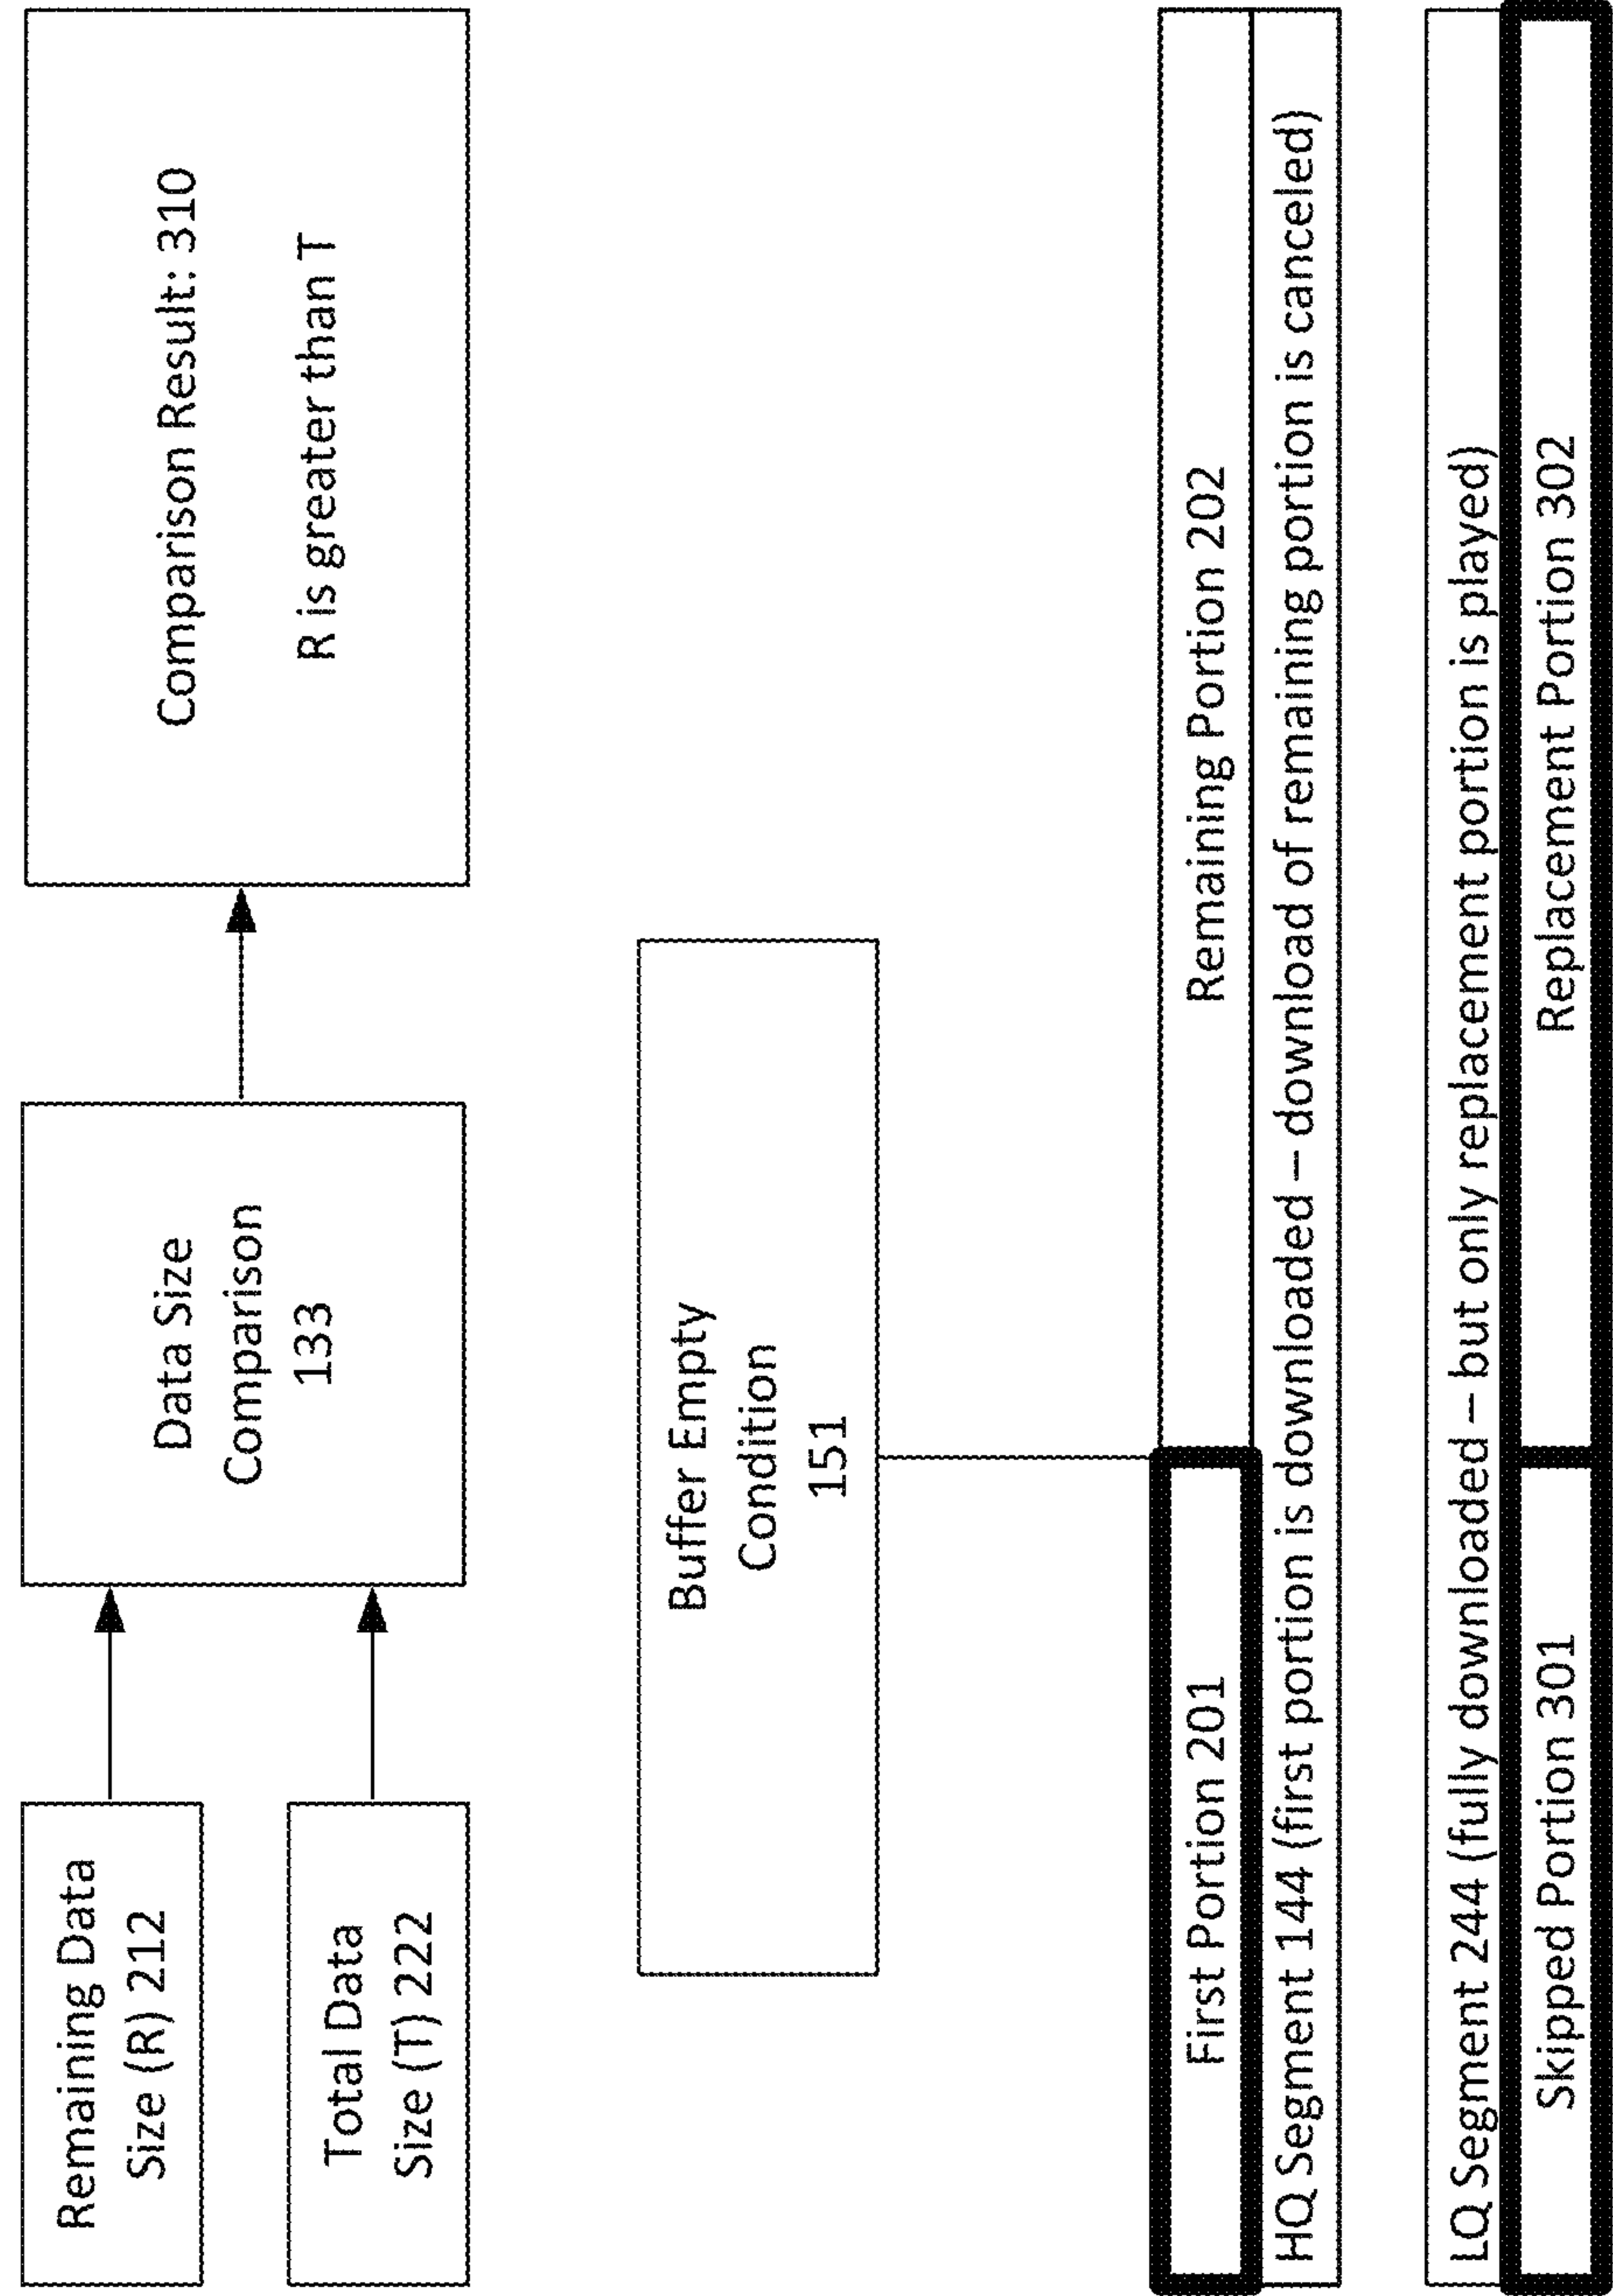 Remaining Data
Size (R) 212
Total Data
Size (T) 222
Data Size
Comparison
133
Comparison Result: 310
R is greater than T
Buffer Empty
Condition
151
First Portion 201
Remaining Portion 202
HQ Segment 144 (first portion is downloaded – download of remaining portion is canceled)
LQ Segment 244 (fully downloaded – but only replacement portion is played)
Skipped Portion 301
Replacement Portion 302